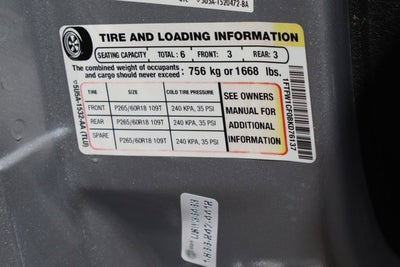 5D5A-1520472-BA
TIRE AND LOADING INFORMATION
SEATING CAPACITY TOTAL : 6 FRONT: 3 REAR: 3
The combined weight of occupants
and cargo should never exceed : 756 kg or 1668 lbs.
TIRE SIZE COLD TIRE PRESSURE
FRONT P265/60R18 109T 240 KPA, 35 PSI
REAR P265/60R18 109T 240 KPA, 35 PSI
SPARE P265/60R18 109T 240 KPA, 35 PSI
SEE OWNERS
MANUAL FOR
ADDITIONAL
INFORMATION